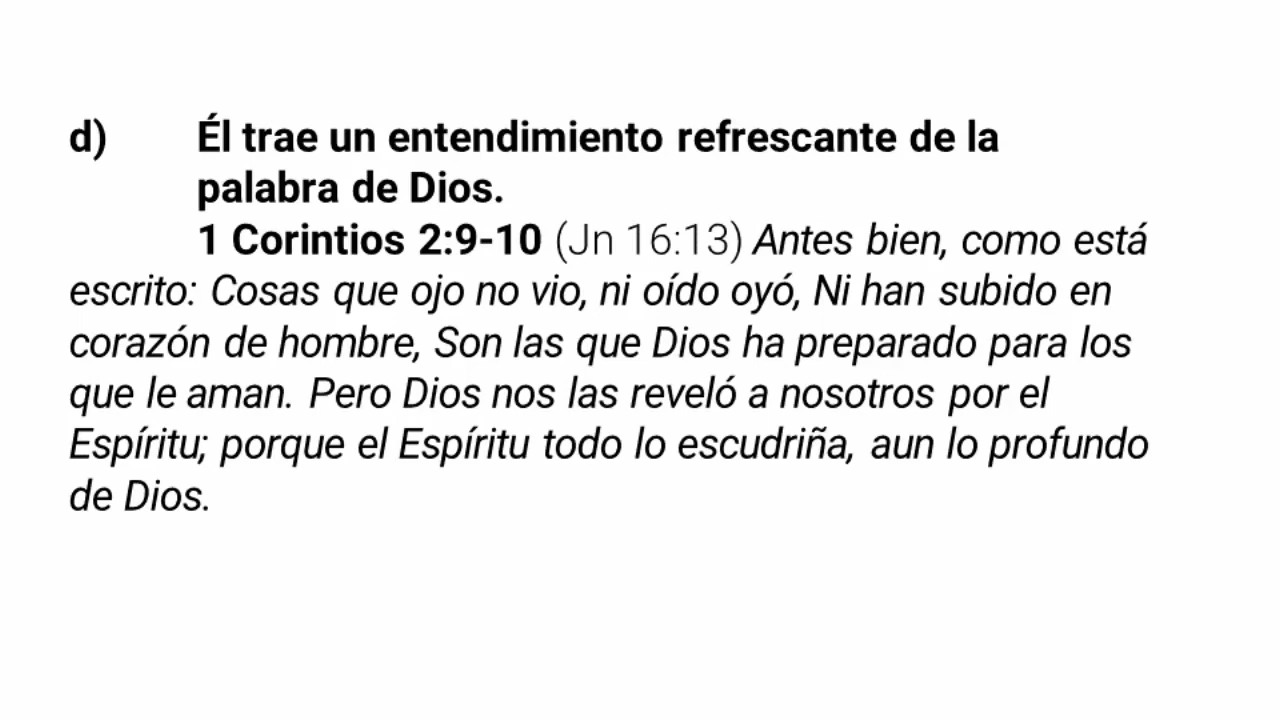 d) Él trae un entendimiento refrescante de la
palabra de Dios.
1 Corintios 2:9-10 (Jn 16:13) Antes bien, como está
escrito: Cosas que ojo no vio, ni oído oyó, Ni han subido en
corazón de hombre, Son las que Dios ha preparado para los
que le aman. Pero Dios nos las reveló a nosotros por el
Espíritu; porque el Espíritu todo lo escudriña, aun lo profundo
de Dios.